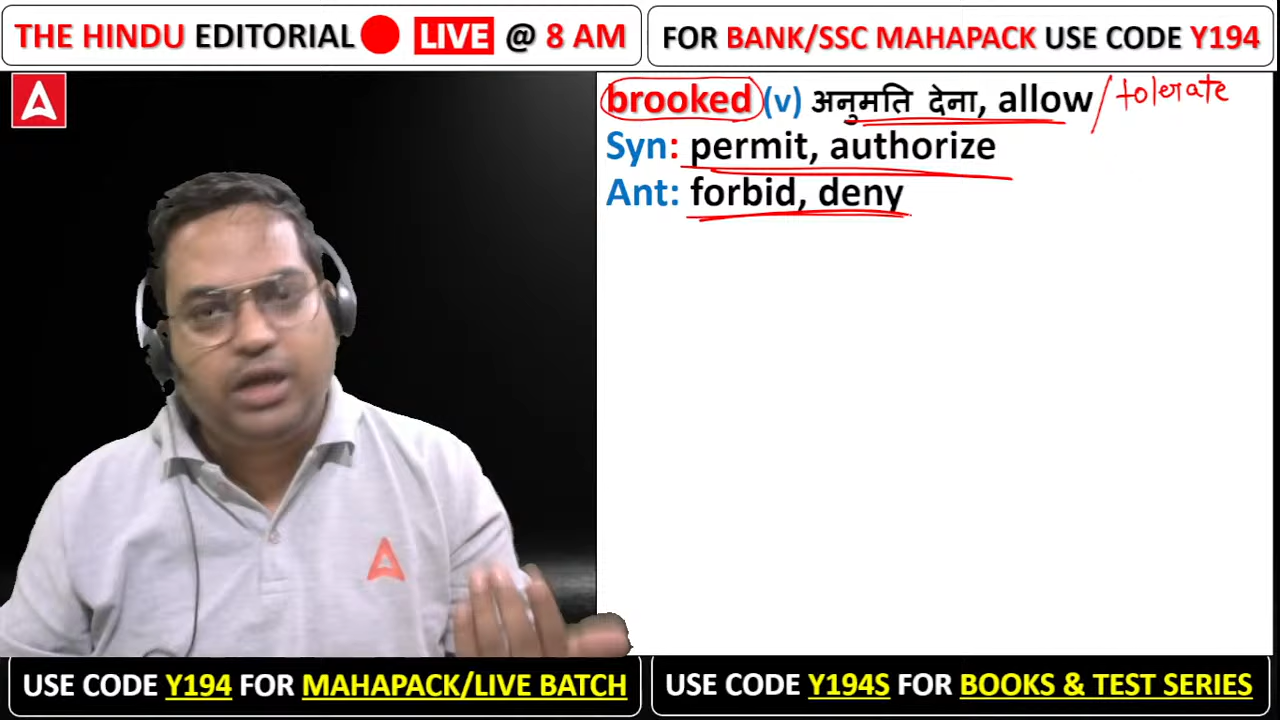 THE HINDU EDITORIAL LIVE @ 8 AM
FOR BANK/SSC MAHAPACK USE CODE Y194
brooked (v) अनुमति देना, allow / tolerate
Syn: permit, authorize
Ant: forbid, deny
USE CODE Y194 FOR MAHAPACK/LIVE BATCH
USE CODE Y194S FOR BOOKS & TEST SERIES